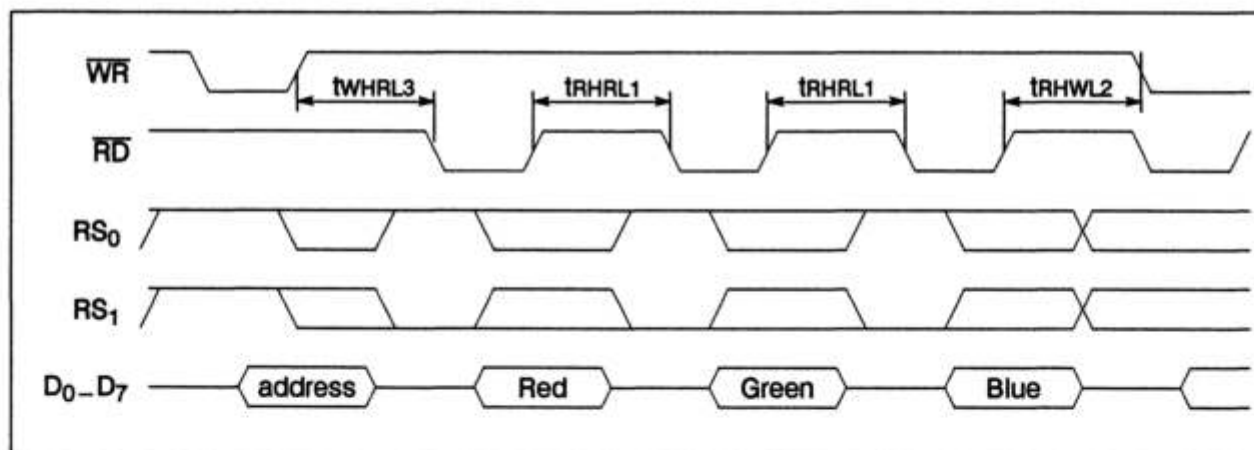 WR
tWHRL3 tRHRL1 tRHRL1 tRHWL2
RD
RS0
RS1
D0–D7 address Red Green Blue